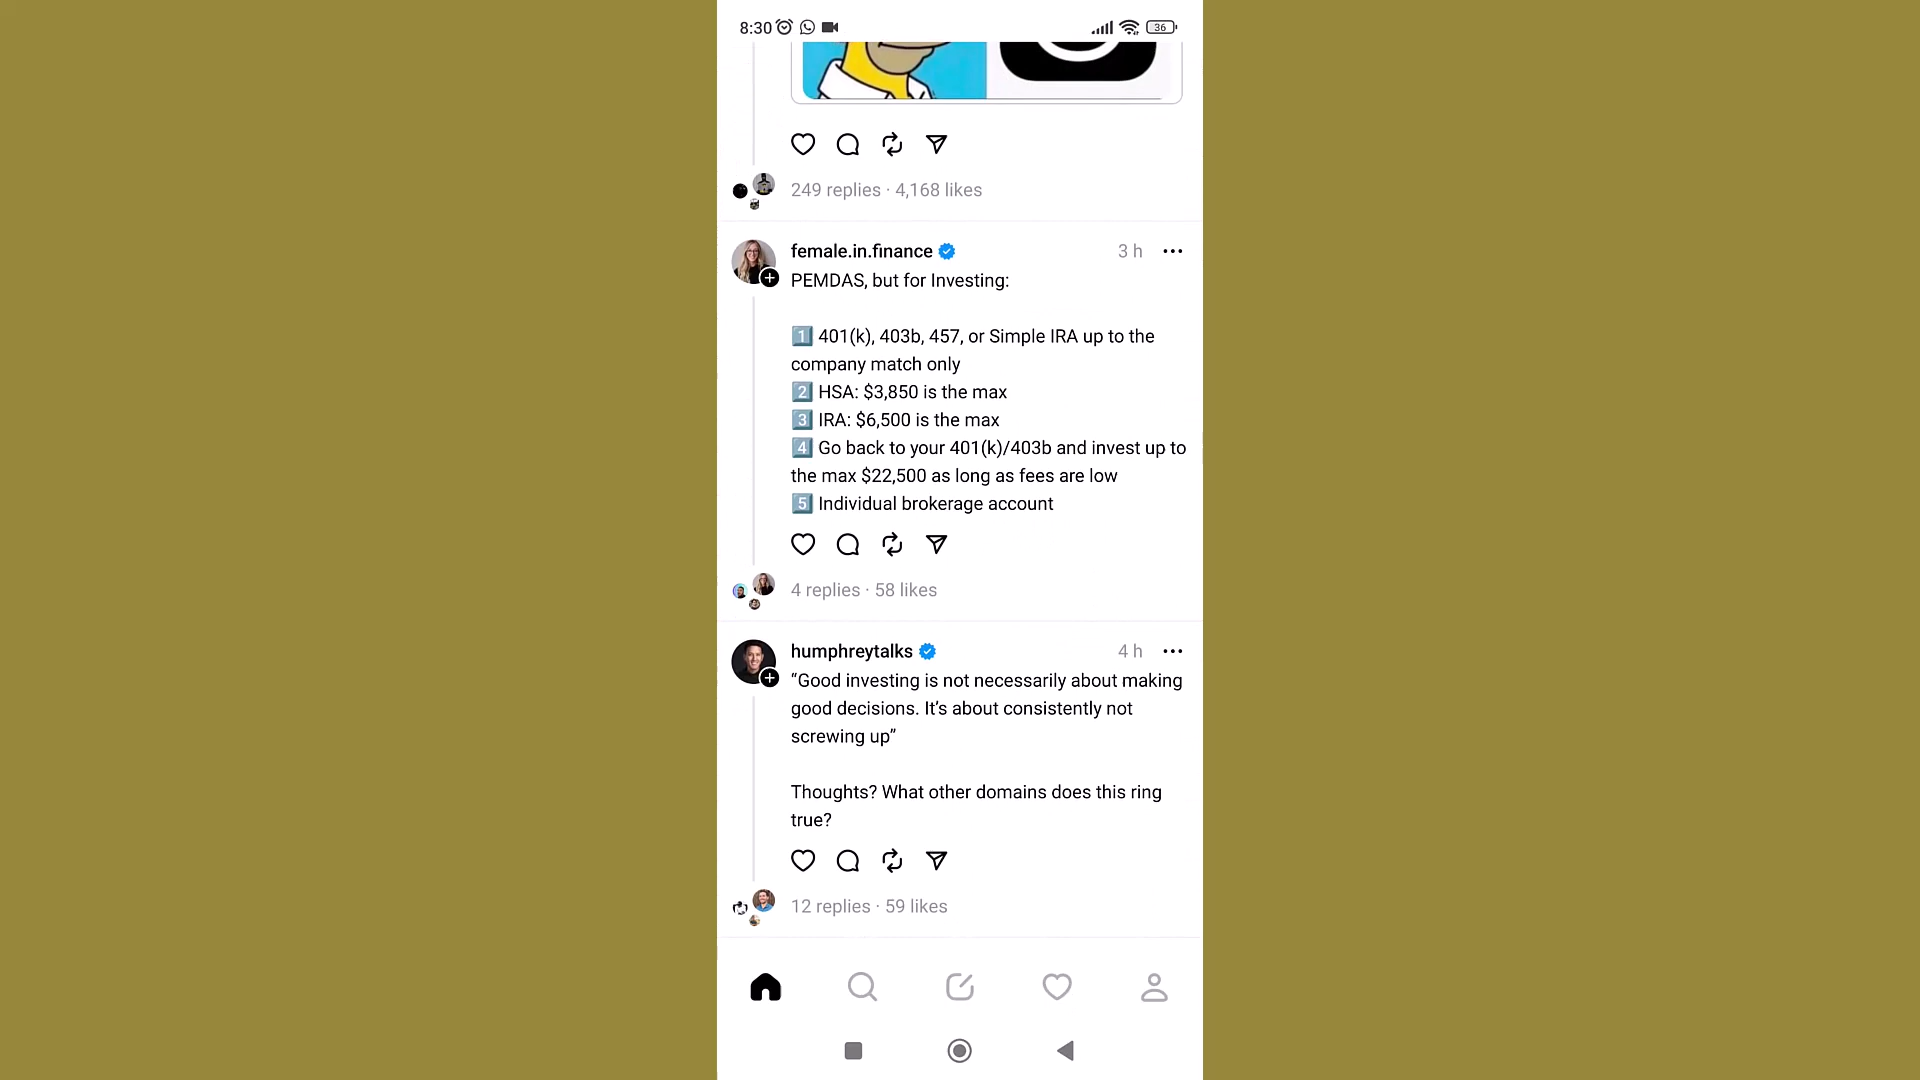 8:30
36
249 replies · 4,168 likes
female.in.finance
3 h
PEMDAS, but for Investing:
1 401(k), 403b, 457, or Simple IRA up to the
company match only
2 HSA: $3,850 is the max
3 IRA: $6,500 is the max
4 Go back to your 401(k)/403b and invest up to
the max $22,500 as long as fees are low
5 Individual brokerage account
4 replies · 58 likes
humphreytalks
4 h
“Good investing is not necessarily about making
good decisions. It’s about consistently not
screwing up”
Thoughts? What other domains does this ring
true?
12 replies · 59 likes